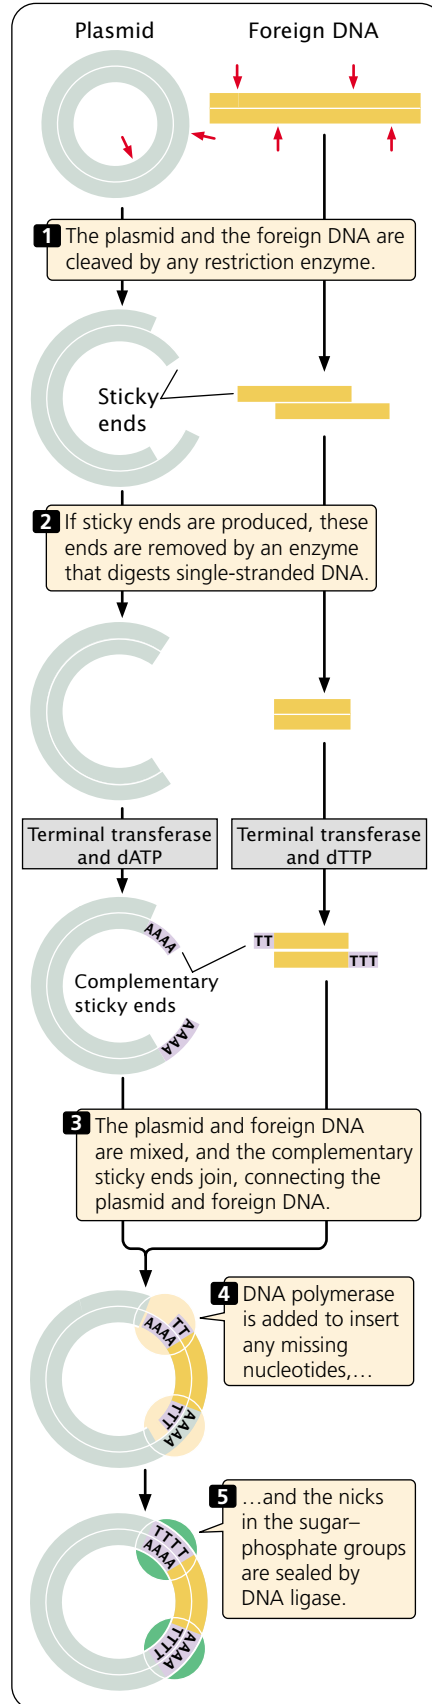 Plasmid
Foreign DNA
1 The plasmid and the foreign DNA are
cleaved by any restriction enzyme.
Sticky
ends
2 If sticky ends are produced, these
ends are removed by an enzyme
that digests single-stranded DNA.
Terminal transferase
and dATP
Terminal transferase
and dTTP
AAAA
TT
TTT
Complementary
sticky ends
AAAA
3 The plasmid and foreign DNA
are mixed, and the complementary
sticky ends join, connecting the
plasmid and foreign DNA.
4 DNA polymerase
is added to insert
any missing
nucleotides,…
TT
AAAA
TTT
AAAA
5 …and the nicks
in the sugar–
phosphate groups
are sealed by
DNA ligase.
TTTT
AAAA
AAAA
TTTT